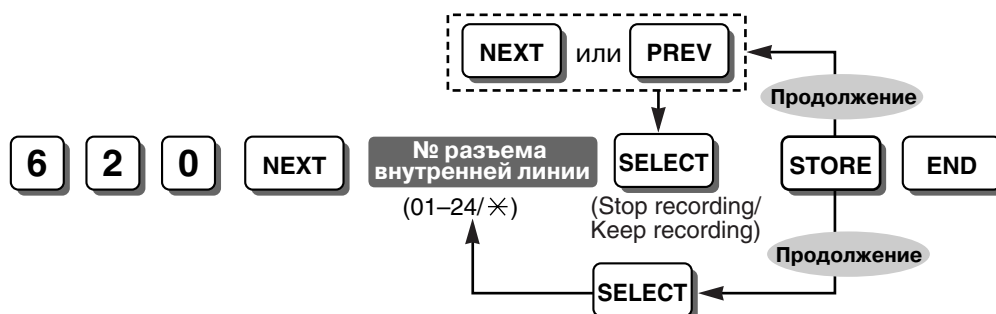 NEXT или PREV
Продолжение
6 2 0 NEXT № разъема внутренней линии SELECT STORE END
(01–24/✳) (Stop recording/
Keep recording)
Продолжение
SELECT